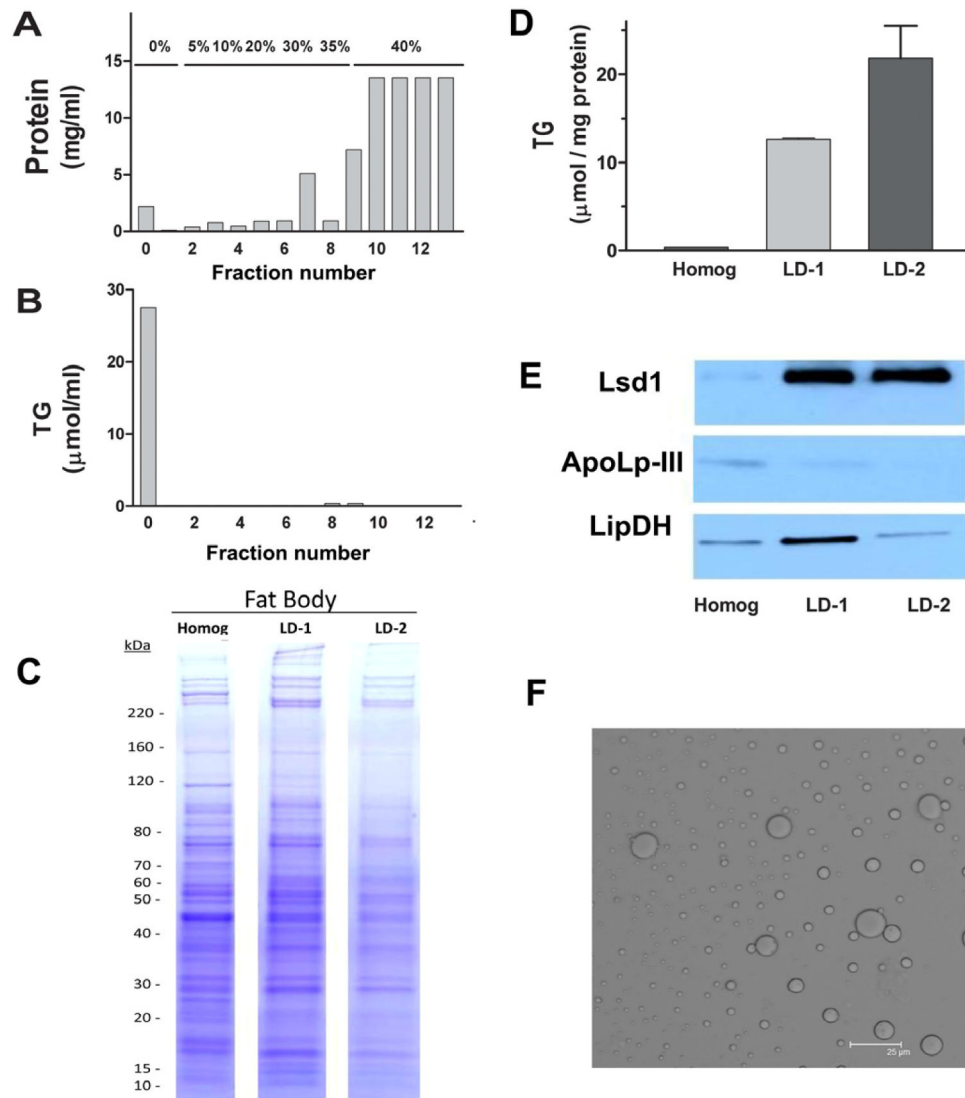 A
0% 5% 10% 20% 30% 35% 40%
Protein
(mg/ml)
15
10
5
0
0 2 4 6 8 10 12
Fraction number
B
TG
(μmol/ml)
30
20
10
0
0 2 4 6 8 10 12
Fraction number
C
Fat Body
Homog LD-1 LD-2
kDa
220 -
160 -
120 -
80 -
70 -
60 -
50 -
40 -
30 -
20 -
15 -
10 -
D
TG
(μmol / mg protein)
20
10
0
Homog LD-1 LD-2
E
Lsd1
ApoLp-III
LipDH
Homog LD-1 LD-2
F
25 μm